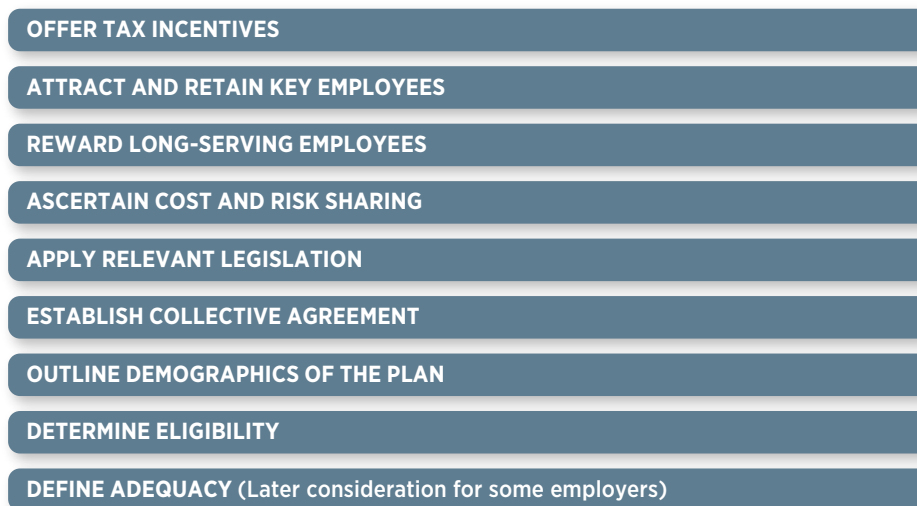 OFFER TAX INCENTIVES
ATTRACT AND RETAIN KEY EMPLOYEES
REWARD LONG-SERVING EMPLOYEES
ASCERTAIN COST AND RISK SHARING
APPLY RELEVANT LEGISLATION
ESTABLISH COLLECTIVE AGREEMENT
OUTLINE DEMOGRAPHICS OF THE PLAN
DETERMINE ELIGIBILITY
DEFINE ADEQUACY (Later consideration for some employers)